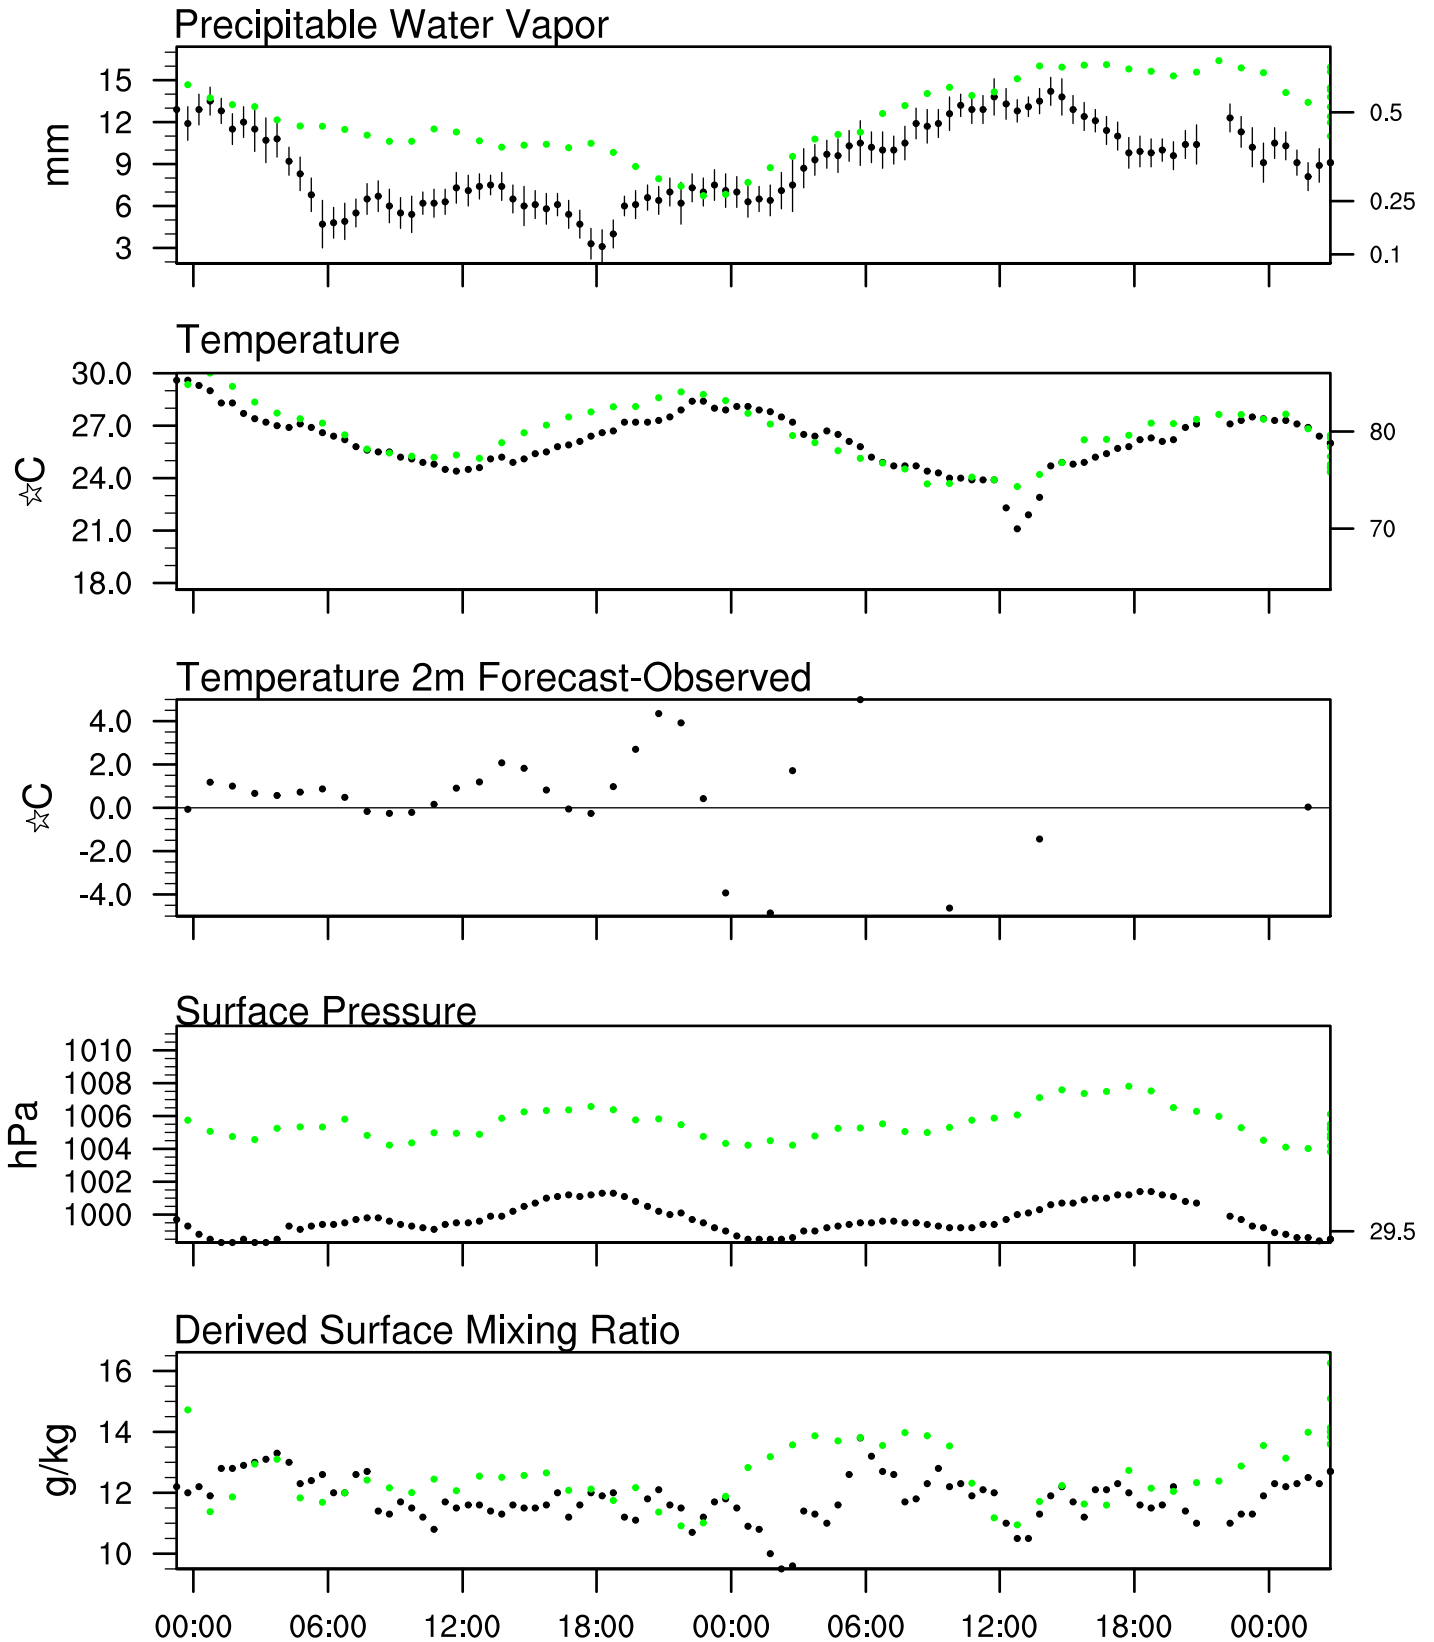 Precipitable Water Vapor
mm
15
12
9
6
3
0.5
0.25
0.1
Temperature
☆C
30.0
27.0
24.0
21.0
18.0
80
70
Temperature 2m Forecast-Observed
☆C
4.0
2.0
0.0
-2.0
-4.0
Surface Pressure
hPa
1010
1008
1006
1004
1002
1000
29.5
Derived Surface Mixing Ratio
g/kg
16
14
12
10
00:00 06:00 12:00 18:00 00:00 06:00 12:00 18:00 00:00